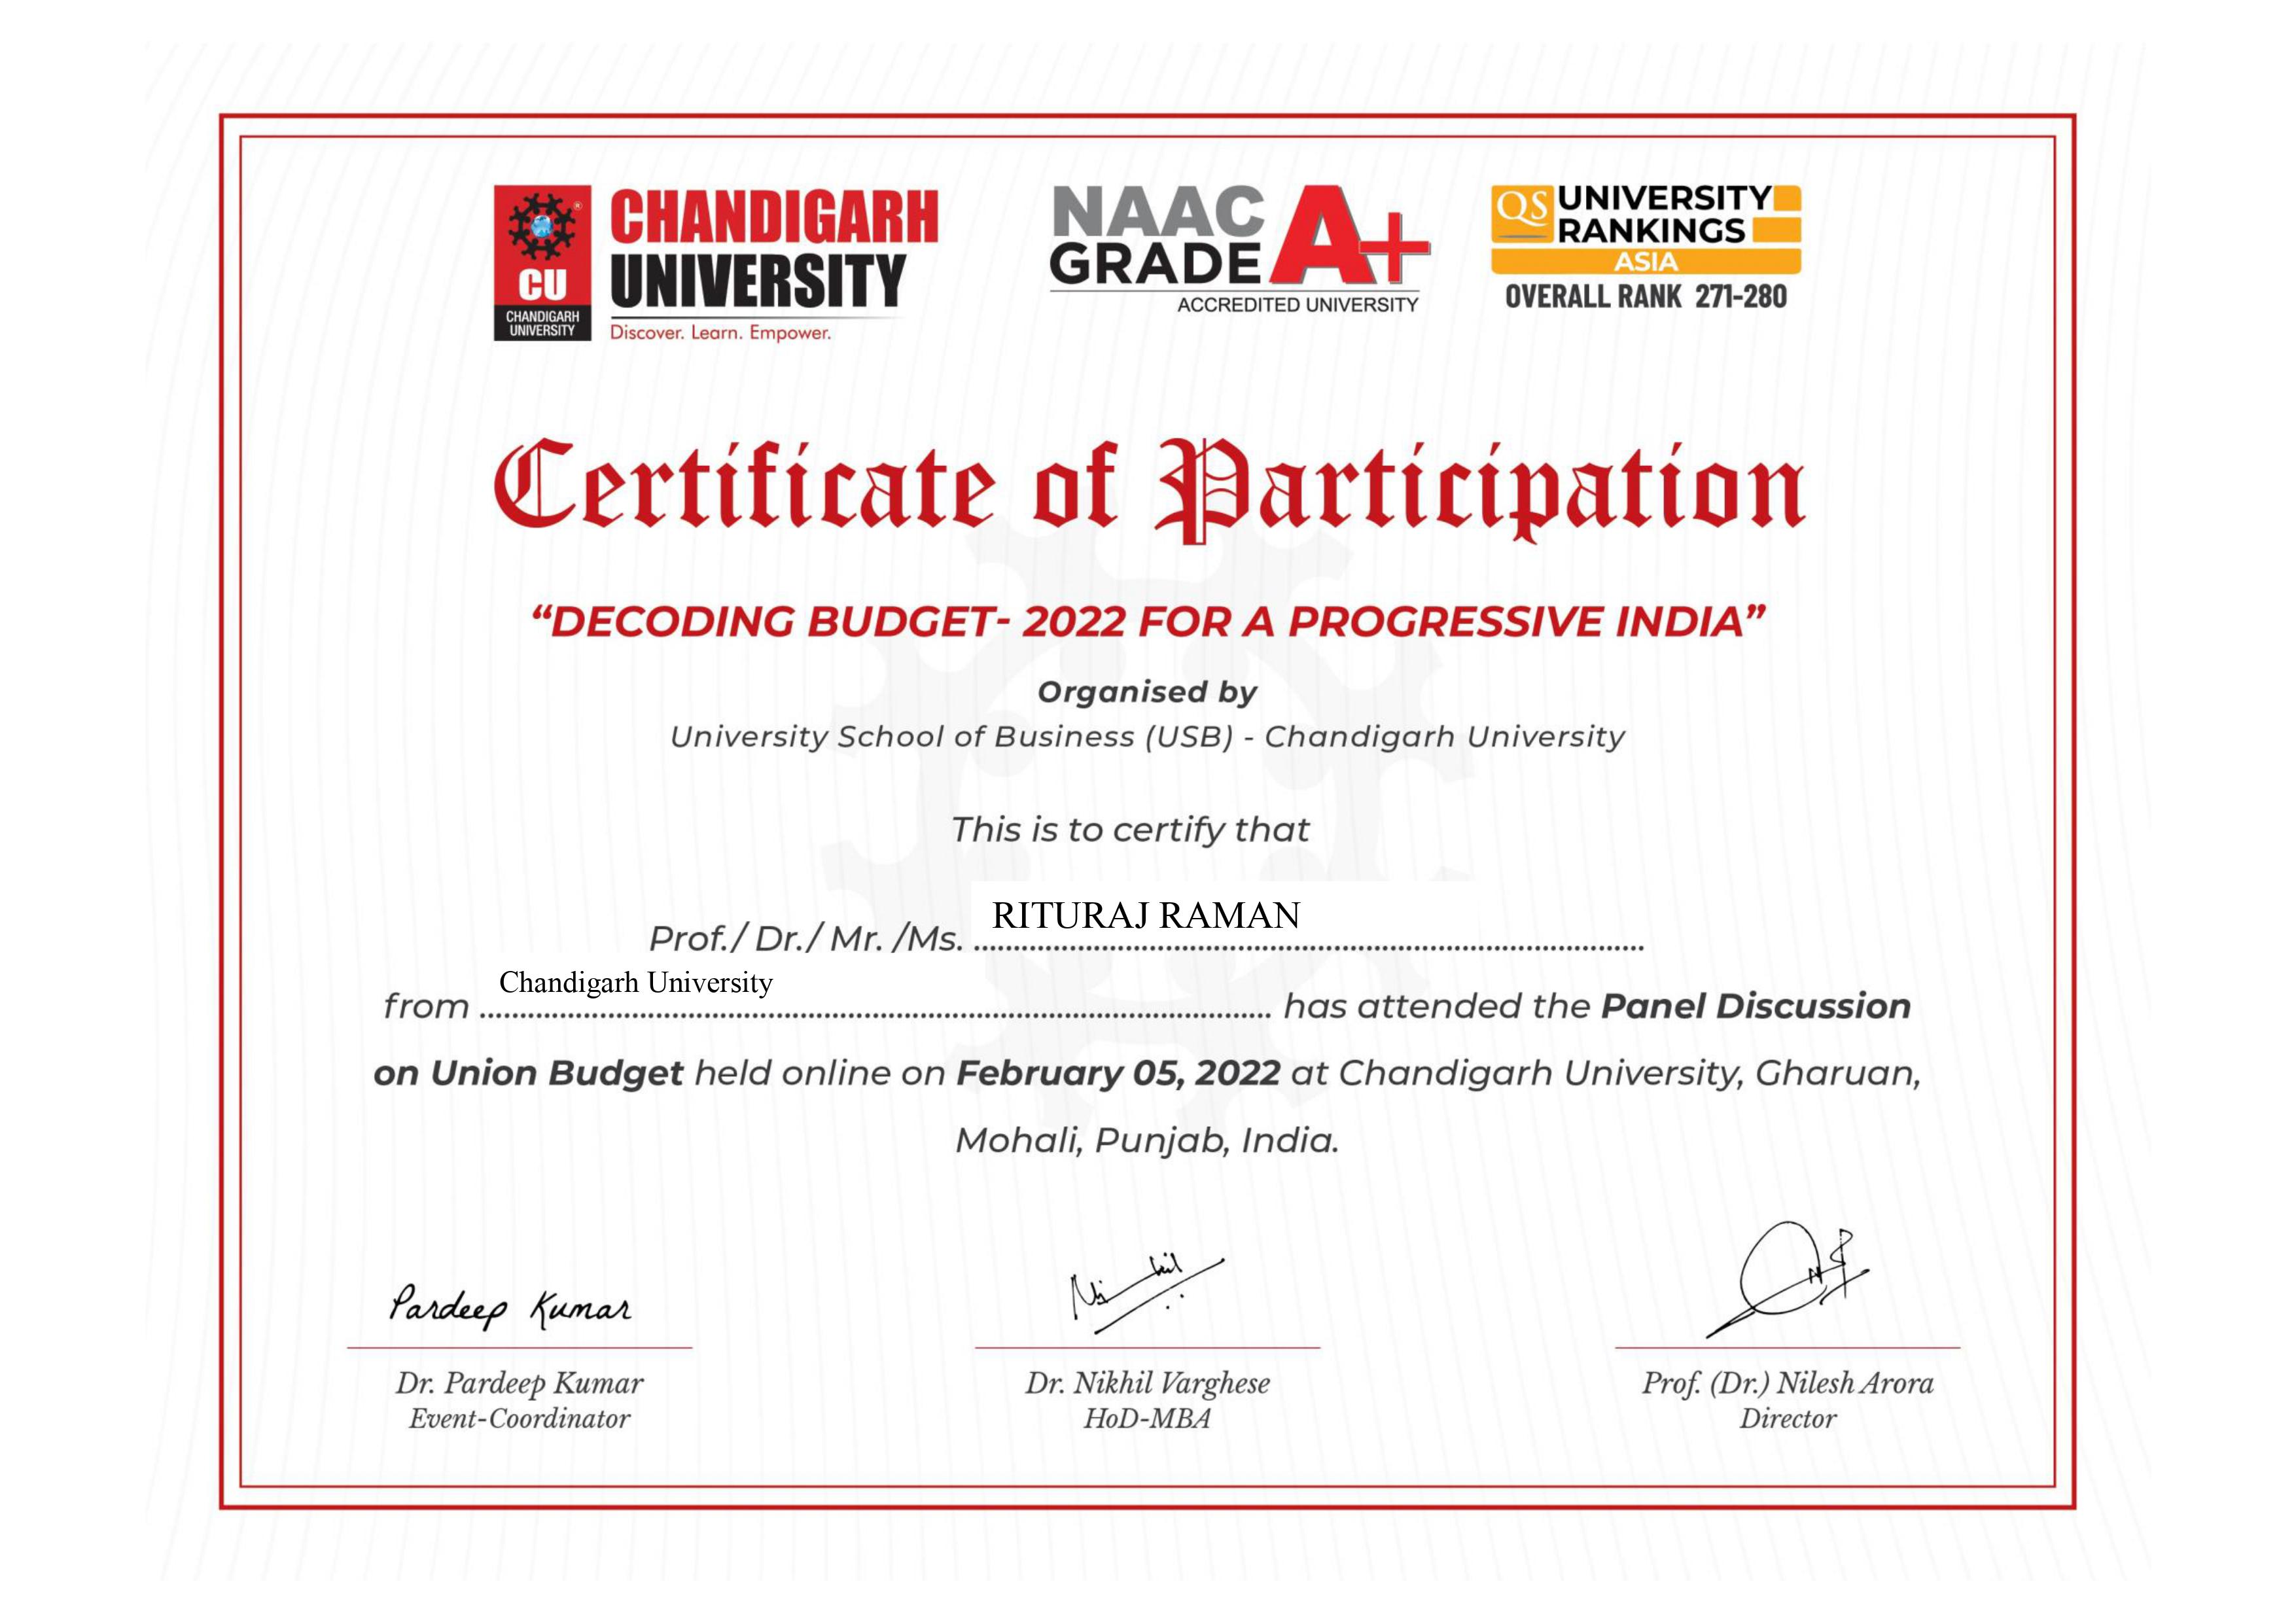 CU
CHANDIGARH
UNIVERSITY
CHANDIGARH
UNIVERSITY
Discover. Learn. Empower.
NAAC
GRADE A+
ACCREDITED UNIVERSITY
QS UNIVERSITY
RANKINGS
ASIA
OVERALL RANK 271-280
Certificate of Participation
“DECODING BUDGET- 2022 FOR A PROGRESSIVE INDIA”
Organised by
University School of Business (USB) - Chandigarh University
This is to certify that
Prof./ Dr./ Mr. /Ms. RITURAJ RAMAN
from Chandigarh University has attended the Panel Discussion
on Union Budget held online on February 05, 2022 at Chandigarh University, Gharuan,
Mohali, Punjab, India.
Pardeep Kumar
Dr. Pardeep Kumar
Event-Coordinator
Nikhil
Dr. Nikhil Varghese
HoD-MBA
Prof. (Dr.) Nilesh Arora
Director